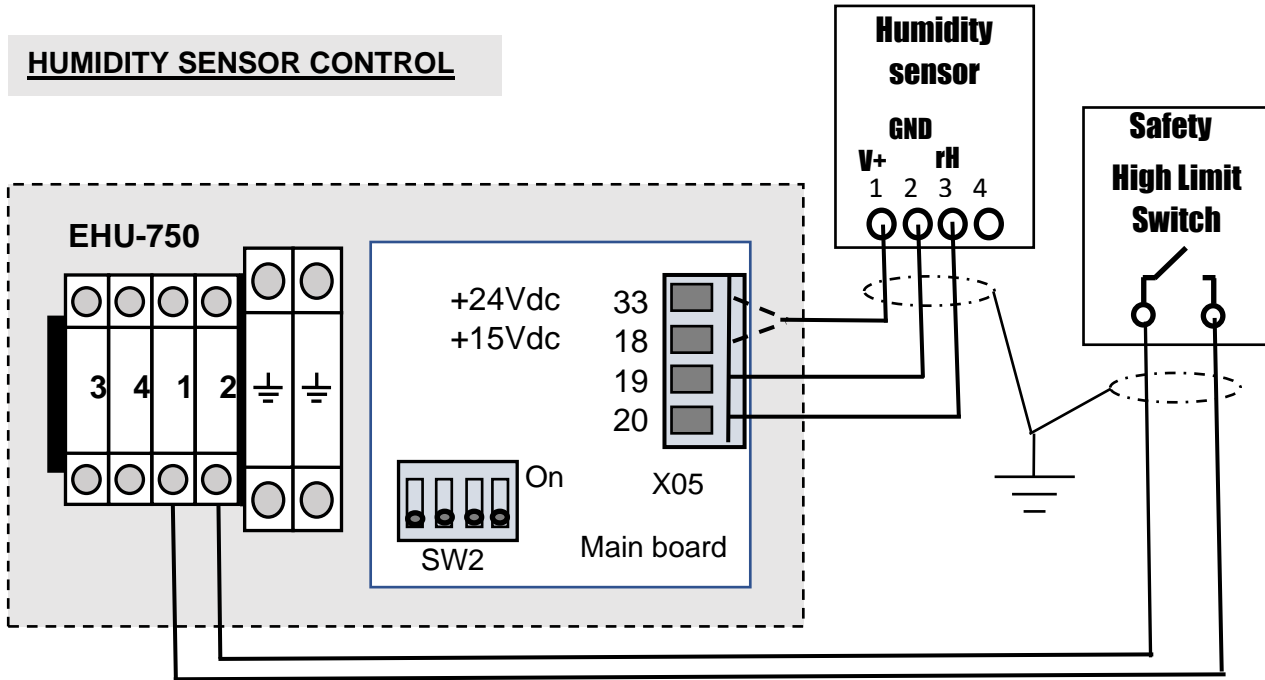 HUMIDITY SENSOR CONTROL
Humidity
sensor
GND
V+ rH
1 2 3 4
Safety
High Limit
Switch
EHU-750
3 4 1 2
+24Vdc 33
+15Vdc 18
19
20
X05
On
SW2
Main board